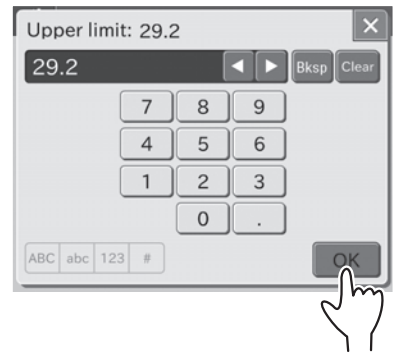 Upper limit: 29.2
29.2 ◀ ▶ Bksp Clear
7 8 9
4 5 6
1 2 3
0 .
ABC abc 123 # OK